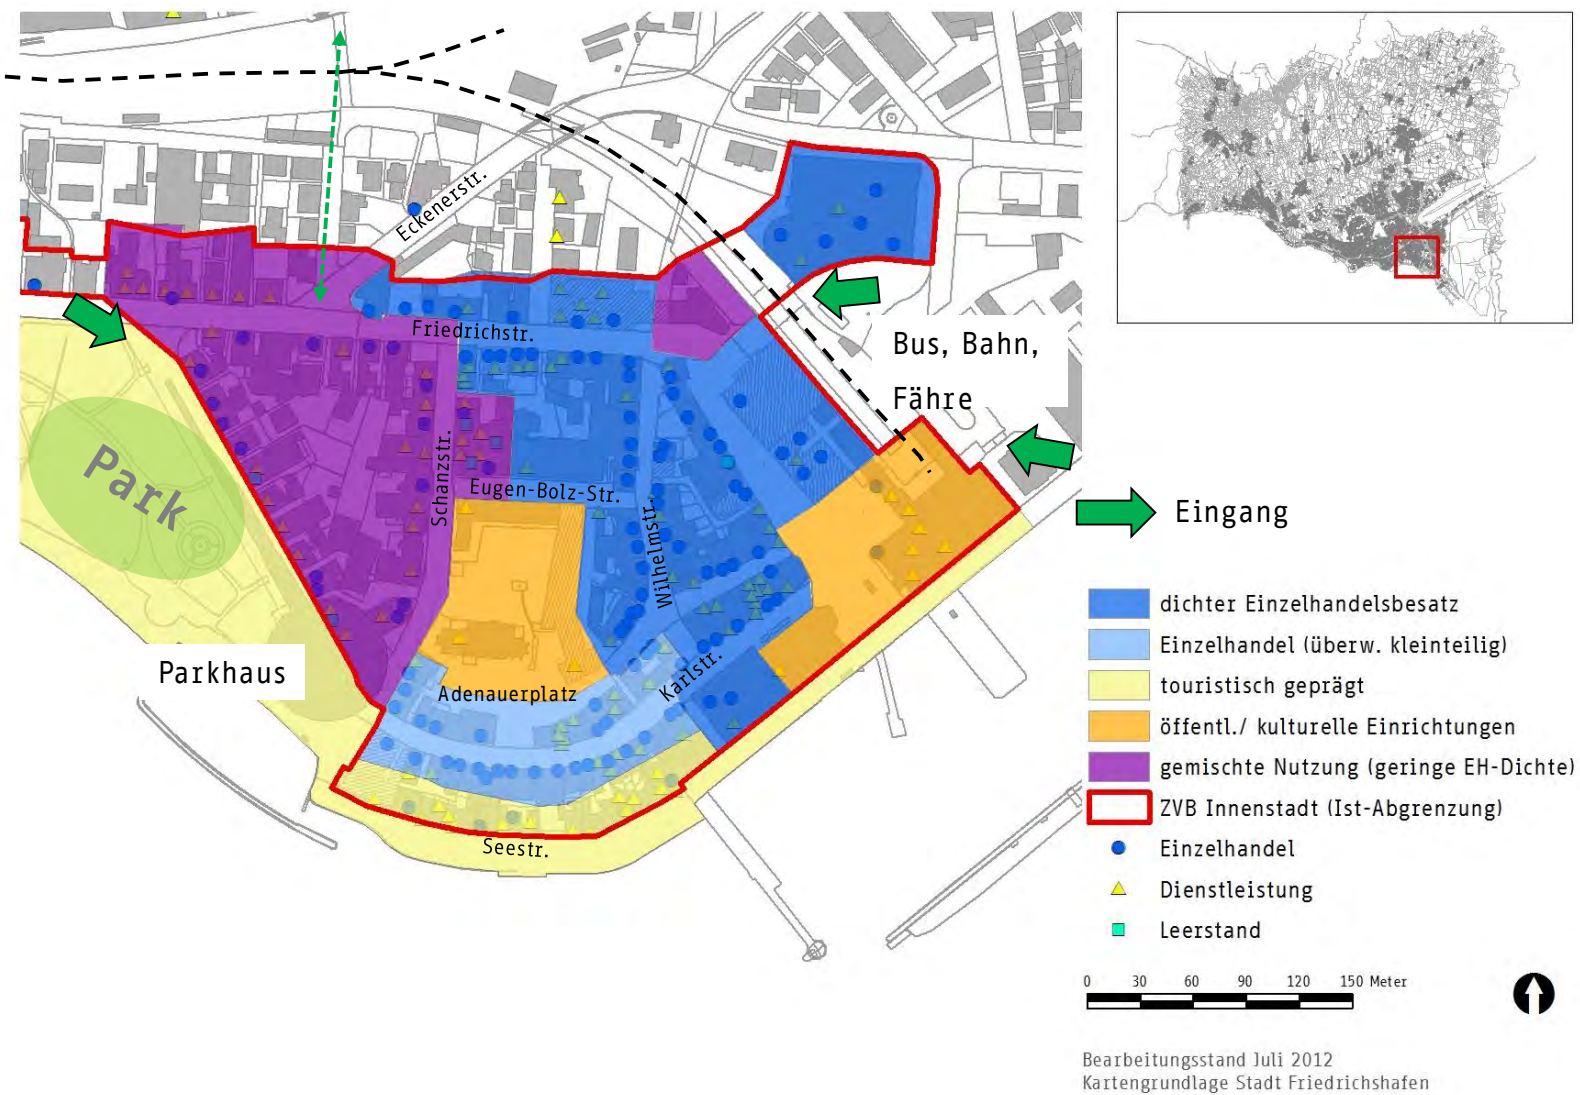 Eckenerstr.
Friedrichstr.
Bus, Bahn,
Fähre
Park
Schanzstr.
Eugen-Bolz-Str.
Wilhelmstr.
Eingang
Parkhaus
Adenauerplatz
Karlstr.
Seestr.
dichter Einzelhandelsbesatz
Einzelhandel (überw. kleinteilig)
touristisch geprägt
öffentl./ kulturelle Einrichtungen
gemischte Nutzung (geringe EH-Dichte)
ZVB Innenstadt (Ist-Abgrenzung)
Einzelhandel
Dienstleistung
Leerstand
0 30 60 90 120 150 Meter
Bearbeitungsstand Juli 2012
Kartengrundlage Stadt Friedrichshafen